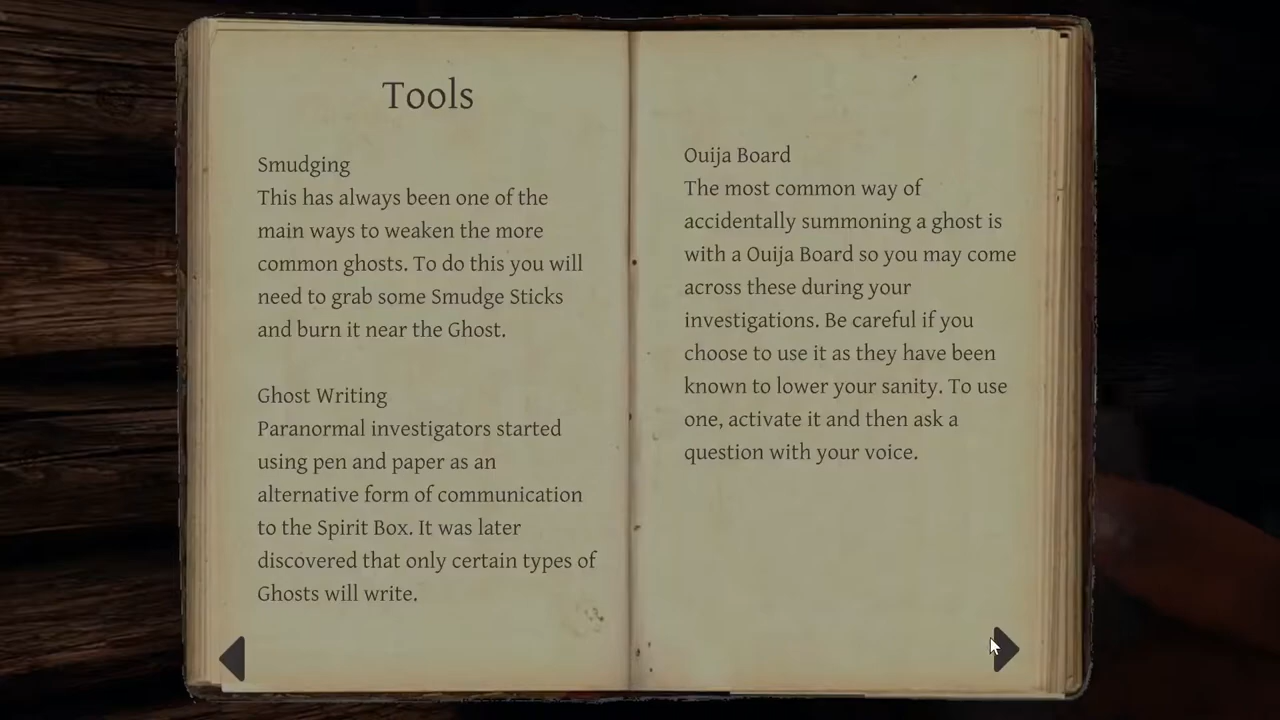 Tools
Smudging
This has always been one of the
main ways to weaken the more
common ghosts. To do this you will
need to grab some Smudge Sticks
and burn it near the Ghost.
Ghost Writing
Paranormal investigators started
using pen and paper as an
alternative form of communication
to the Spirit Box. It was later
discovered that only certain types of
Ghosts will write.
Ouija Board
The most common way of
accidentally summoning a ghost is
with a Ouija Board so you may come
across these during your
investigations. Be careful if you
choose to use it as they have been
known to lower your sanity. To use
one, activate it and then ask a
question with your voice.